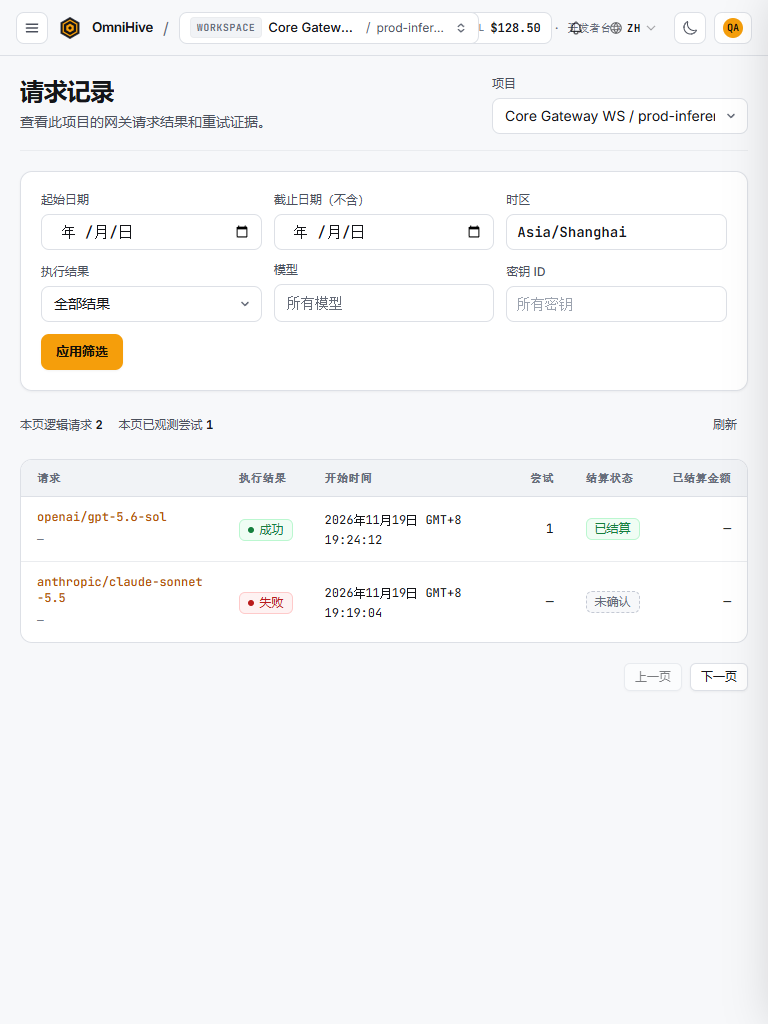 OmniHive / WORKSPACE Core Gatew... / prod-infer... L $128.50 · ZH QA
请求记录
查看此项目的网关请求结果和重试证据。
项目
Core Gateway WS / prod-infere
起始日期 截止日期（不含） 时区
年 /月/日 年 /月/日 Asia/Shanghai
执行结果 模型 密钥 ID
全部结果 所有模型 所有密钥
应用筛选
本页逻辑请求 2 本页已观测尝试 1 刷新
请求 执行结果 开始时间 尝试 结算状态 已结算金额
openai/gpt-5.6-sol
—
成功
2026年11月19日 GMT+8
19:24:12
1 已结算 —
anthropic/claude-sonnet
-5.5
—
失败
2026年11月19日 GMT+8
19:19:04
— 未确认 —
上一页 下一页